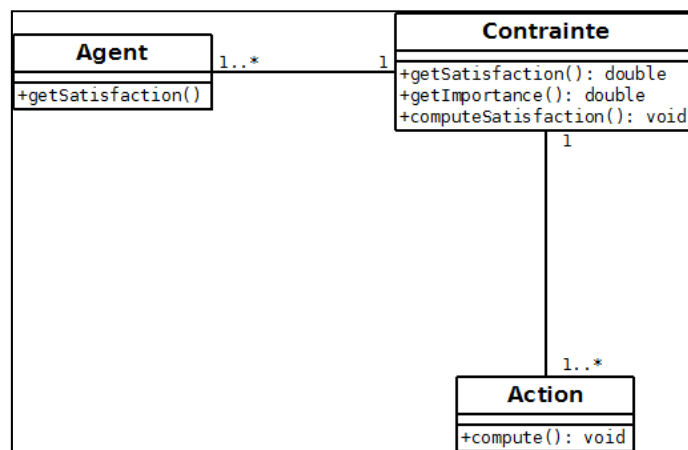 Agent
+getSatisfaction()
1..*
1
Contrainte
+getSatisfaction(): double
+getImportance(): double
+computeSatisfaction(): void
1
1..*
Action
+compute(): void